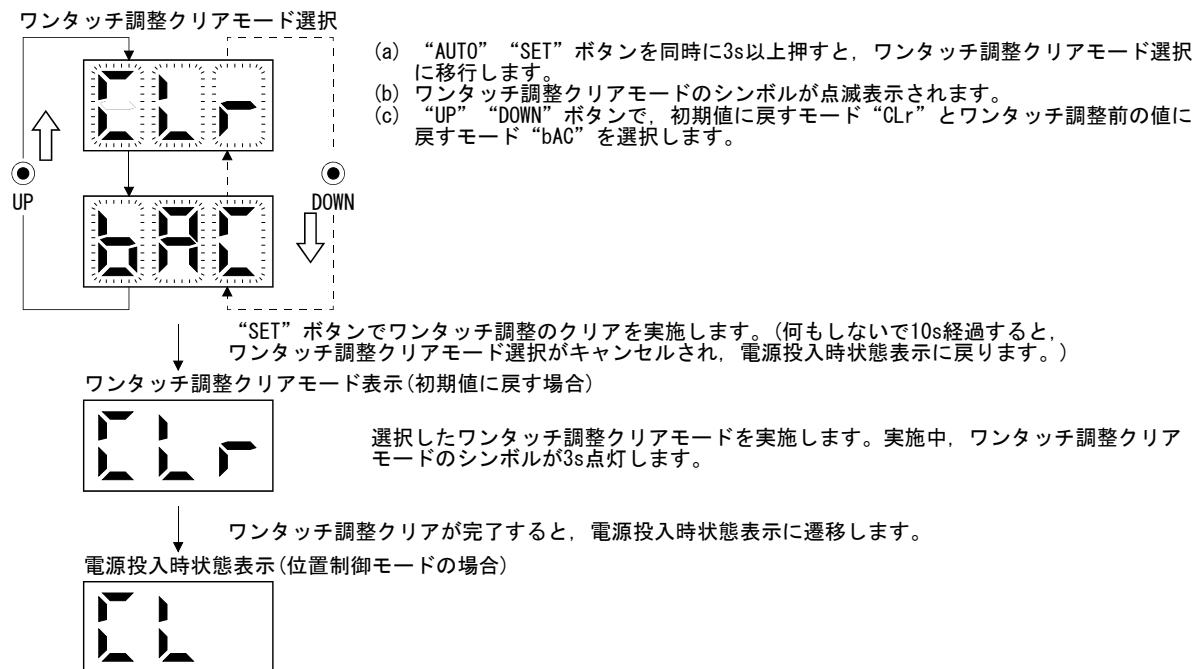 ワンタッチ調整クリアモード選択
(a) “AUTO”“SET”ボタンを同時に3s以上押すと，ワンタッチ調整クリアモード選択
に移行します。
(b) ワンタッチ調整クリアモードのシンボルが点滅表示されます。
(c) “UP”“DOWN”ボタンで，初期値に戻すモード“CLr”とワンタッチ調整前の値に
戻すモード“bAC”を選択します。
CLr
UP
DOWN
bAC
“SET”ボタンでワンタッチ調整のクリアを実施します。(何もしないで10s経過すると，
ワンタッチ調整クリアモード選択がキャンセルされ，電源投入時状態表示に戻ります。)
ワンタッチ調整クリアモード表示(初期値に戻す場合)
CLr
選択したワンタッチ調整クリアモードを実施します。実施中，ワンタッチ調整クリア
モードのシンボルが3s点灯します。
ワンタッチ調整クリアが完了すると，電源投入時状態表示に遷移します。
電源投入時状態表示(位置制御モードの場合)
CL